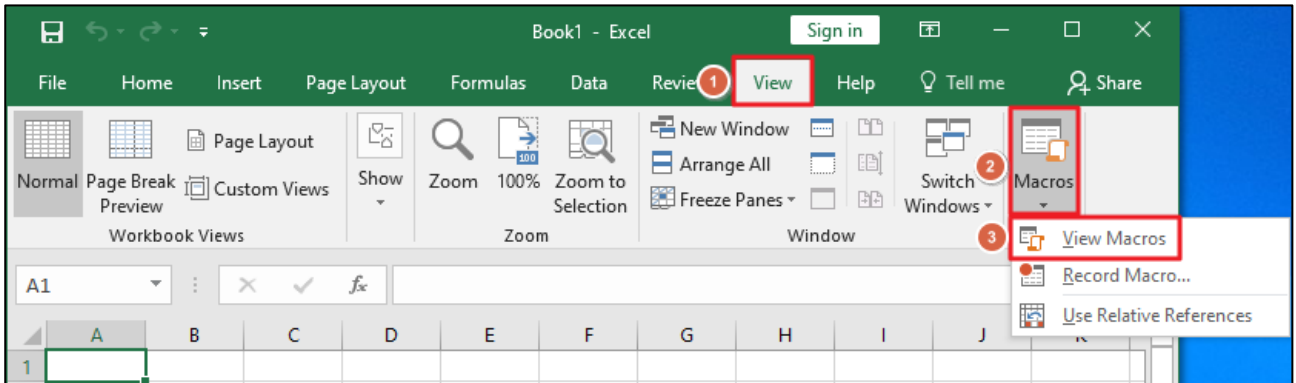 Book1 - Excel
Sign in
File Home Insert Page Layout Formulas Data Review 1 View Help Tell me Share
Normal
Page Break
Preview
Page Layout
Custom Views
Workbook Views
Show
Zoom
100
100%
Zoom to
Selection
Zoom
New Window
Arrange All
Freeze Panes
Switch
Windows
Window
2
Macros
3
View Macros
Record Macro...
Use Relative References
A1
fx
A B C D E F G H I J K
1